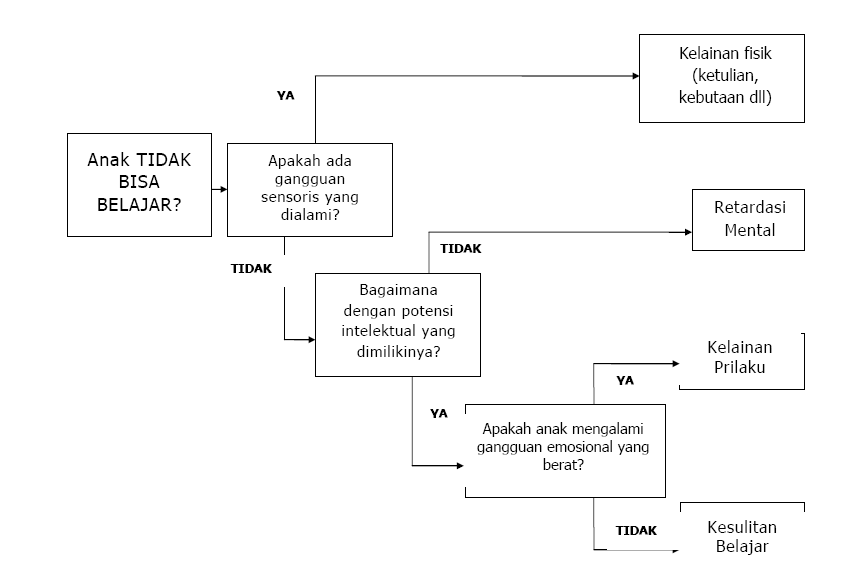 Kelainan fisik
(ketulian,
kebutaan dll)
YA
Anak TIDAK
BISA
BELAJAR?
Apakah ada
gangguan
sensoris yang
dialami?
Retardasi
Mental
TIDAK
TIDAK
Bagaimana
dengan potensi
intelektual yang
dimilikinya?
Kelainan
Prilaku
YA
YA
Apakah anak mengalami
gangguan emosional yang
berat?
TIDAK
Kesulitan
Belajar